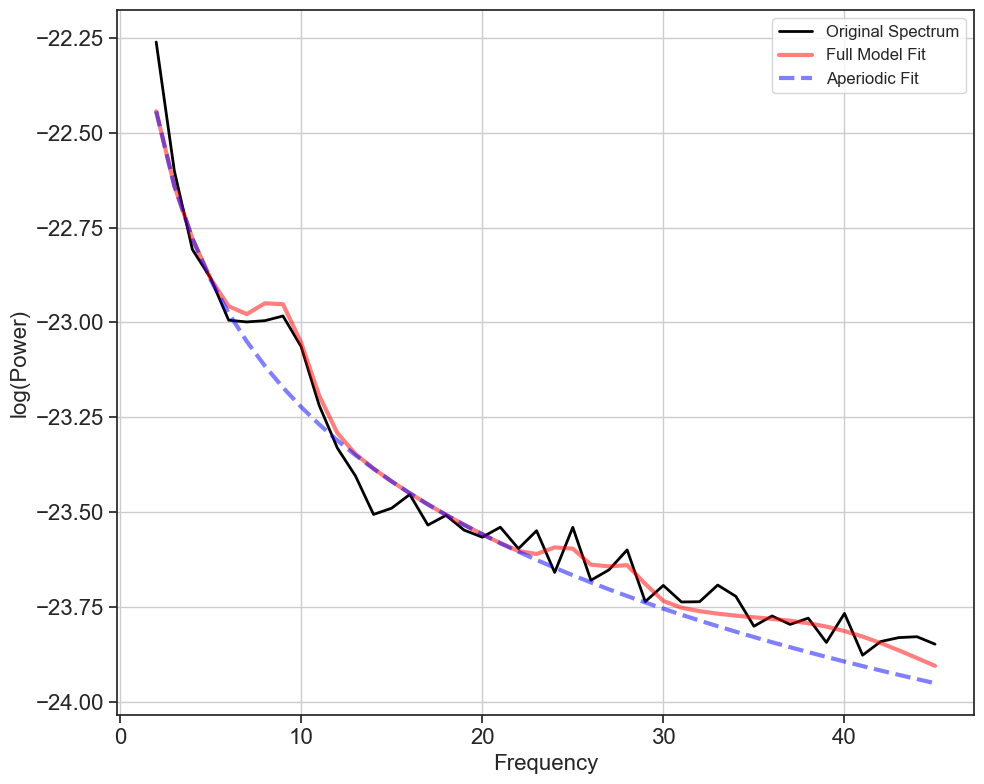 Original Spectrum
Full Model Fit
Aperiodic Fit
log(Power)
−22.25
−22.50
−22.75
−23.00
−23.25
−23.50
−23.75
−24.00
0 10 20 30 40
Frequency